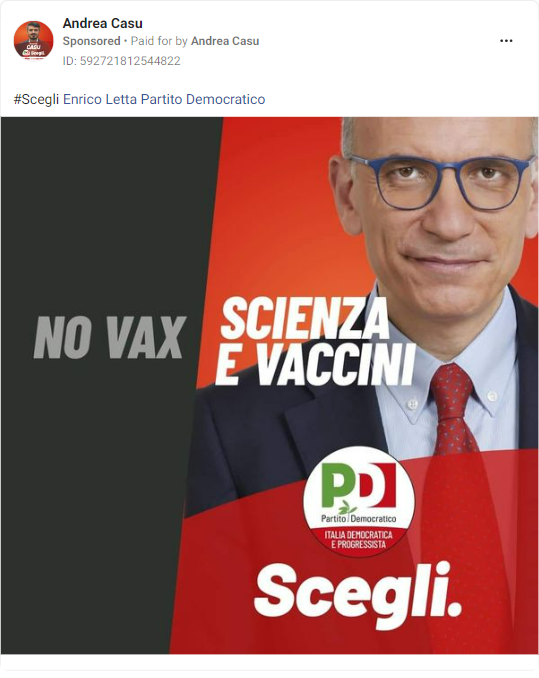 Andrea Casu
Sponsored • Paid for by Andrea Casu
ID: 592721812544822
#Scegli Enrico Letta Partito Democratico
NO VAX
SCIENZA
E VACCINI
PD
Partito Democratico
ITALIA DEMOCRATICA
E PROGRESSISTA
Scegli.